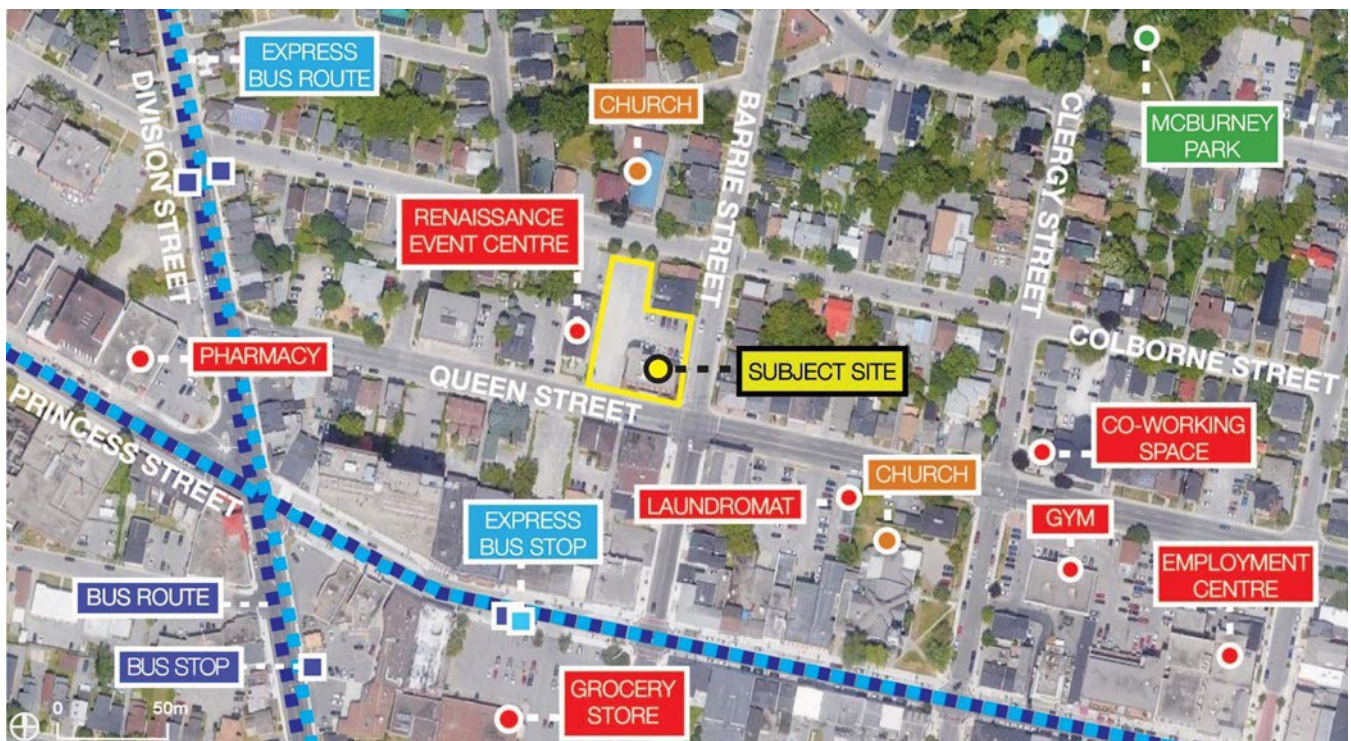 EXPRESS
BUS ROUTE
DIVISION STREET
CHURCH
BARRIE STREET
CLERGY STREET
MCBURNEY
PARK
RENAISSANCE
EVENT CENTRE
PHARMACY
QUEEN STREET
SUBJECT SITE
COLBORNE STREET
PRINCESS STREET
CO-WORKING
SPACE
CHURCH
LAUNDROMAT
GYM
EXPRESS
BUS STOP
EMPLOYMENT
CENTRE
BUS ROUTE
BUS STOP
GROCERY
STORE
0 50m